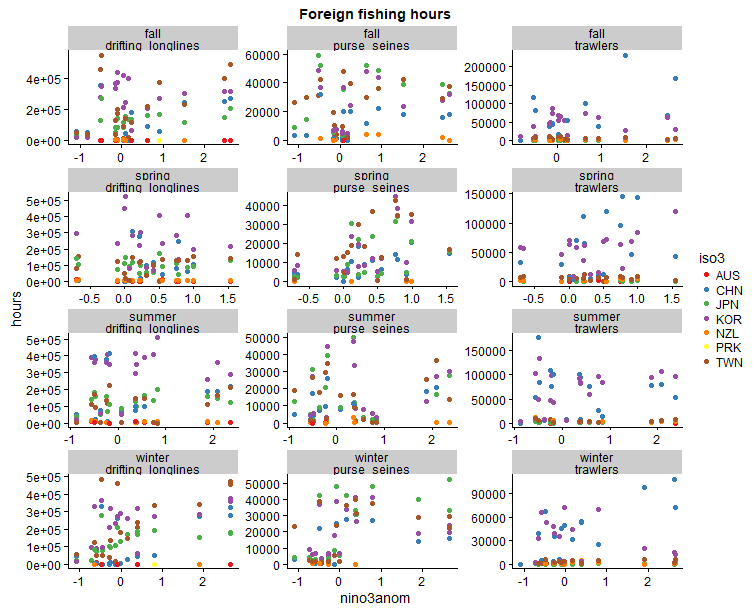 Foreign fishing hours
fall
drifting_longlines
fall
purse_seines
fall
trawlers
4e+05
2e+05
0e+00
60000
40000
20000
0
200000
150000
100000
50000
0
-1 0 1 2
-1 0 1 2
-1 0 1 2
spring
drifting_longlines
spring
purse_seines
spring
trawlers
5e+05
4e+05
3e+05
2e+05
1e+05
0e+00
40000
30000
20000
10000
0
150000
100000
50000
0
-0.5 0.0 0.5 1.0 1.5
-0.5 0.0 0.5 1.0 1.5
-0.5 0.0 0.5 1.0 1.5
summer
drifting_longlines
summer
purse_seines
summer
trawlers
5e+05
4e+05
3e+05
2e+05
1e+05
0e+00
50000
40000
30000
20000
10000
0
150000
100000
50000
0
-1 0 1 2
-1 0 1 2
-1 0 1 2
winter
drifting_longlines
winter
purse_seines
winter
trawlers
5e+05
4e+05
3e+05
2e+05
1e+05
0e+00
50000
40000
30000
20000
10000
0
90000
60000
30000
0
-1 0 1 2
-1 0 1 2
-1 0 1 2
hours
nino3anom
iso3
AUS
CHN
JPN
KOR
NZL
PRK
TWN